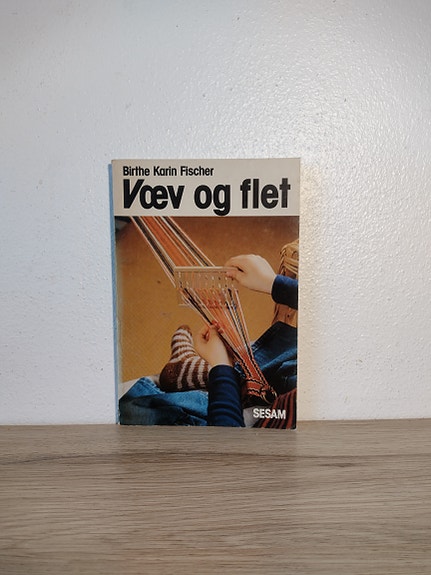 Birthe Karin Fischer
Væv og flet
SESAM